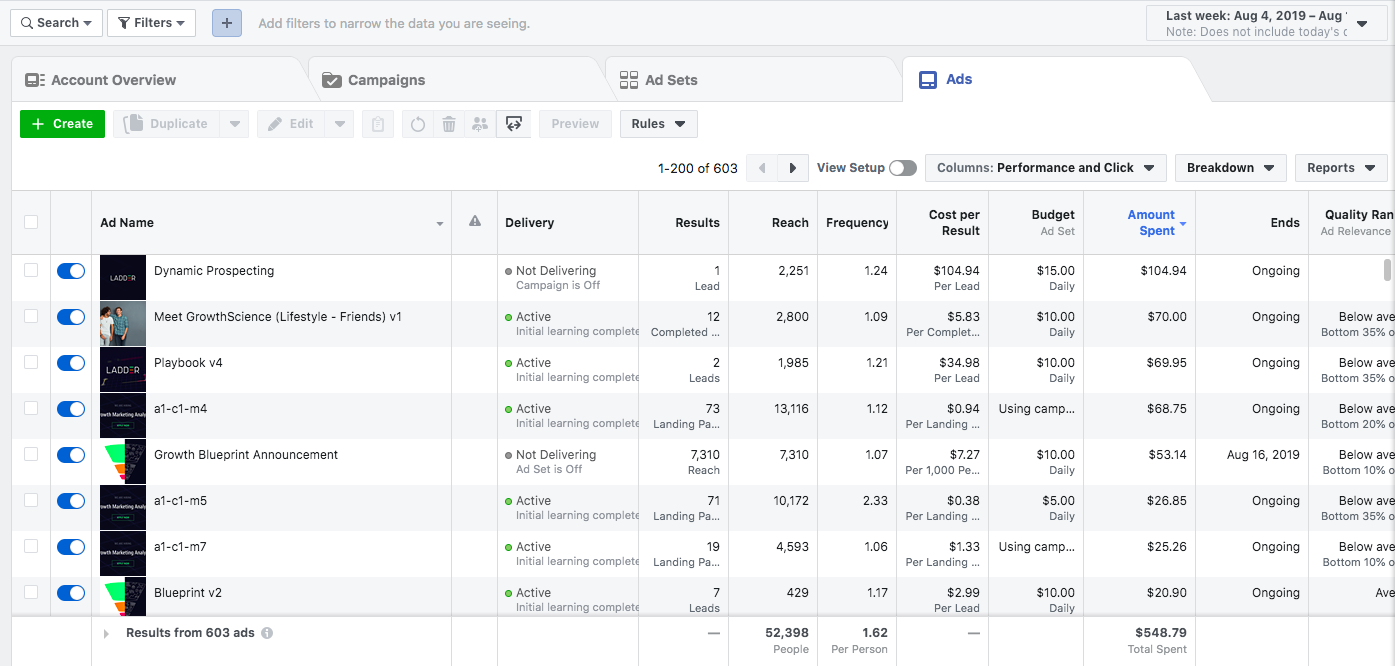 Search
Filters
+
Add filters to narrow the data you are seeing.
Last week: Aug 4, 2019 – Aug
Note: Does not include today's
Account Overview
Campaigns
Ad Sets
Ads
+ Create
Duplicate
Edit
Preview
Rules
1-200 of 603
View Setup
Columns: Performance and Click
Breakdown
Reports
Ad Name
Delivery
Results
Reach
Frequency
Cost per
Result
Budget
Ad Set
Amount
Spent
Ends
Quality Ran
Ad Relevance
LADDER
Dynamic Prospecting
Not Delivering
Campaign is Off
1
Lead
2,251
1.24
$104.94
Per Lead
$15.00
Daily
$104.94
Ongoing
Meet GrowthScience (Lifestyle - Friends) v1
Active
Initial learning complete
12
Completed ...
2,800
1.09
$5.83
Per Complet...
$10.00
Daily
$70.00
Ongoing
Below ave
Bottom 35% o
LADDER
Playbook v4
Active
Initial learning complete
2
Leads
1,985
1.21
$34.98
Per Lead
$10.00
Daily
$69.95
Ongoing
Below ave
Bottom 35% o
owth Marketing Analy
a1-c1-m4
Active
Initial learning complete
73
Landing Pa...
13,116
1.12
$0.94
Per Landing ...
Using camp...
$68.75
Ongoing
Below ave
Bottom 20% o
Growth Blueprint Announcement
Not Delivering
Ad Set is Off
7,310
Reach
7,310
1.07
$7.27
Per 1,000 Pe...
$10.00
Daily
$53.14
Aug 16, 2019
Below ave
Bottom 10% o
owth Marketing Analy
a1-c1-m5
Active
Initial learning complete
71
Landing Pa...
10,172
2.33
$0.38
Per Landing ...
$5.00
Daily
$26.85
Ongoing
Below ave
Bottom 35% o
owth Marketing Analy
a1-c1-m7
Active
Initial learning complete
19
Landing Pa...
4,593
1.06
$1.33
Per Landing ...
Using camp...
$25.26
Ongoing
Below ave
Bottom 10% o
Blueprint v2
Active
Initial learning complete
7
Leads
429
1.17
$2.99
Per Lead
$10.00
Daily
$20.90
Ongoing
Ave
Results from 603 ads
—
52,398
People
1.62
Per Person
—
$548.79
Total Spent